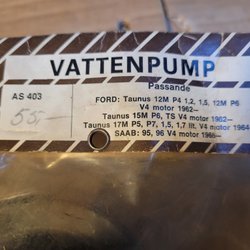 VATTENPUMP
Passande
AS 403
55:-
FORD: Taunus 12M P4 1,2, 1,5, 12M P6
V4 motor 1962—
Taunus 15M P6, TS V4 motor 1962—
Taunus 17M P5, P7, 1.5, 1.7 lit. V4 motor 1964
SAAB: 95, 96 V4 motor 1965—